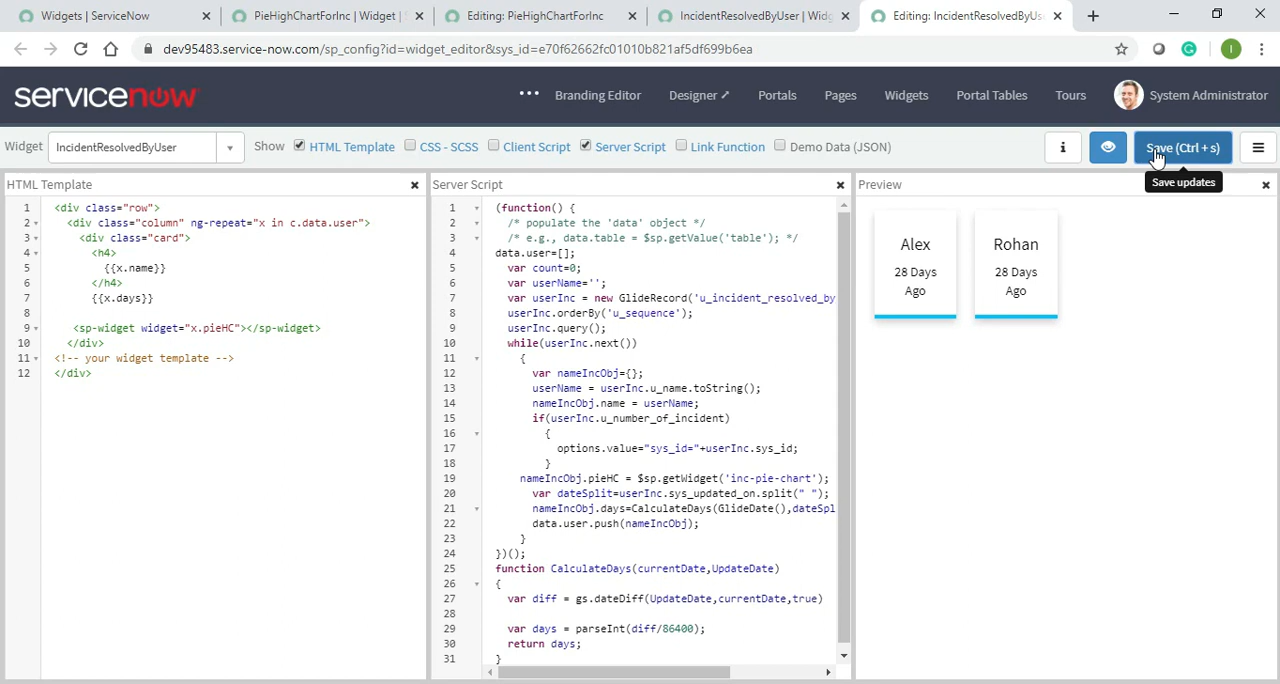 Widgets | ServiceNow
PieHighChartForInc | Widget |
Editing: PieHighChartForInc
IncidentResolvedByUser | Widg
Editing: IncidentResolvedByUs
dev95483.service-now.com/sp_config?id=widget_editor&sys_id=e70f62662fc01010b821af5df699b6ea
I
servicenow
Branding Editor
Designer
Portals
Pages
Widgets
Portal Tables
Tours
System Administrator
Widget
IncidentResolvedByUser
Show
HTML Template
CSS - SCSS
Client Script
Server Script
Link Function
Demo Data (JSON)
Save (Ctrl + s)
Save updates
HTML Template
1 <div class="row">
2 <div class="column" ng-repeat="x in c.data.user">
3 <div class="card">
4 <h4>
5 {{x.name}}
6 </h4>
7 {{x.days}}
8
9 <sp-widget widget="x.pieHC"></sp-widget>
10 </div>
11 <!-- your widget template -->
12 </div>
Server Script
1 (function() {
2 /* populate the 'data' object */
3 /* e.g., data.table = $sp.getValue('table'); */
4 data.user=[];
5 var count=0;
6 var userName='';
7 var userInc = new GlideRecord('u_incident_resolved_by
8 userInc.orderBy('u_sequence');
9 userInc.query();
10 while(userInc.next())
11 {
12 var nameIncObj={};
13 userName = userInc.u_name.toString();
14 nameIncObj.name = userName;
15 if(userInc.u_number_of_incident)
16 {
17 options.value="sys_id="+userInc.sys_id;
18 }
19 nameIncObj.pieHC = $sp.getWidget('inc-pie-chart');
20 var dateSplit=userInc.sys_updated_on.split(" ");
21 nameIncObj.days=CalculateDays(GlideDate(),dateSpl
22 data.user.push(nameIncObj);
23 }
24 })();
25 function CalculateDays(currentDate,UpdateDate)
26 {
27 var diff = gs.dateDiff(UpdateDate,currentDate,true)
28
29 var days = parseInt(diff/86400);
30 return days;
31 }
Preview
Alex
28 Days
Ago
Rohan
28 Days
Ago